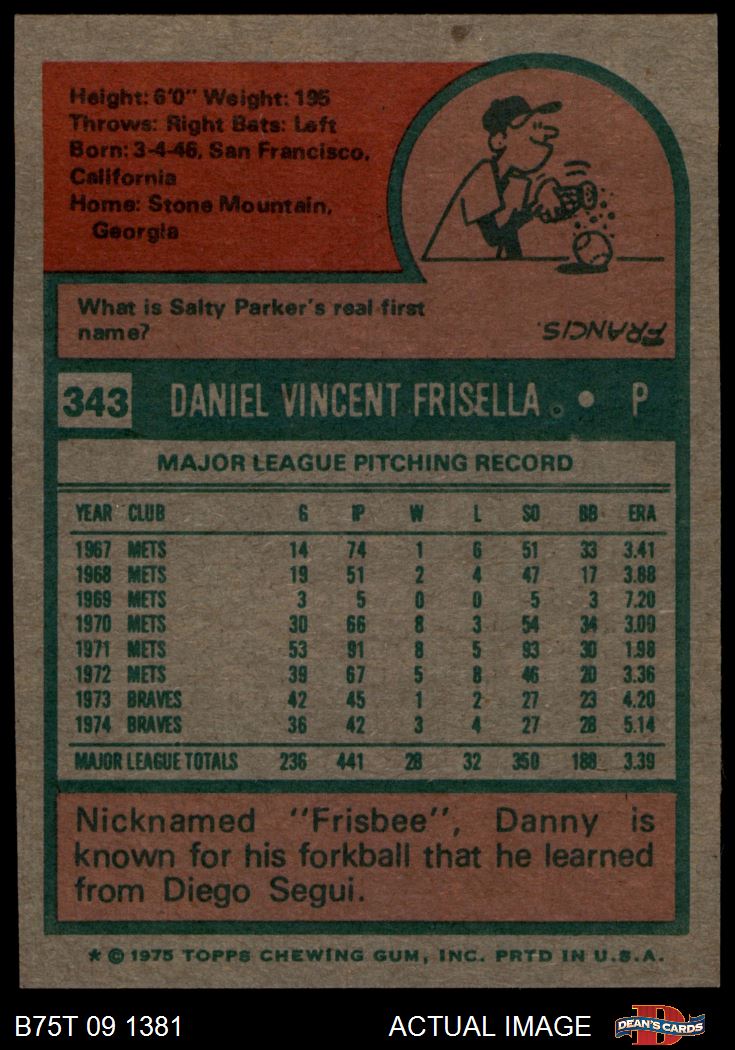 Height: 6'0" Weight: 195
Throws: Right Bats: Left
Born: 3-4-46, San Francisco,
California
Home: Stone Mountain,
Georgia
What is Salty Parker's real first
name?
FRANCIS.
343 DANIEL VINCENT FRISELLA • P
MAJOR LEAGUE PITCHING RECORD
YEAR CLUB G IP W L SO BB ERA
1967 METS 14 74 1 6 51 33 3.41
1968 METS 19 51 2 4 47 17 3.88
1969 METS 3 5 0 0 5 3 7.20
1970 METS 30 66 8 3 54 34 3.00
1971 METS 53 91 8 5 93 30 1.98
1972 METS 39 67 5 8 46 20 3.36
1973 BRAVES 42 45 1 2 27 23 4.20
1974 BRAVES 36 42 3 4 27 28 5.14
MAJOR LEAGUE TOTALS 236 441 28 32 350 188 3.39
Nicknamed "Frisbee", Danny is
known for his forkball that he learned
from Diego Segui.
* © 1975 TOPPS CHEWING GUM, INC. PRTD IN U.S.A.
B75T 09 1381 ACTUAL IMAGE D DEAN'S CARDS